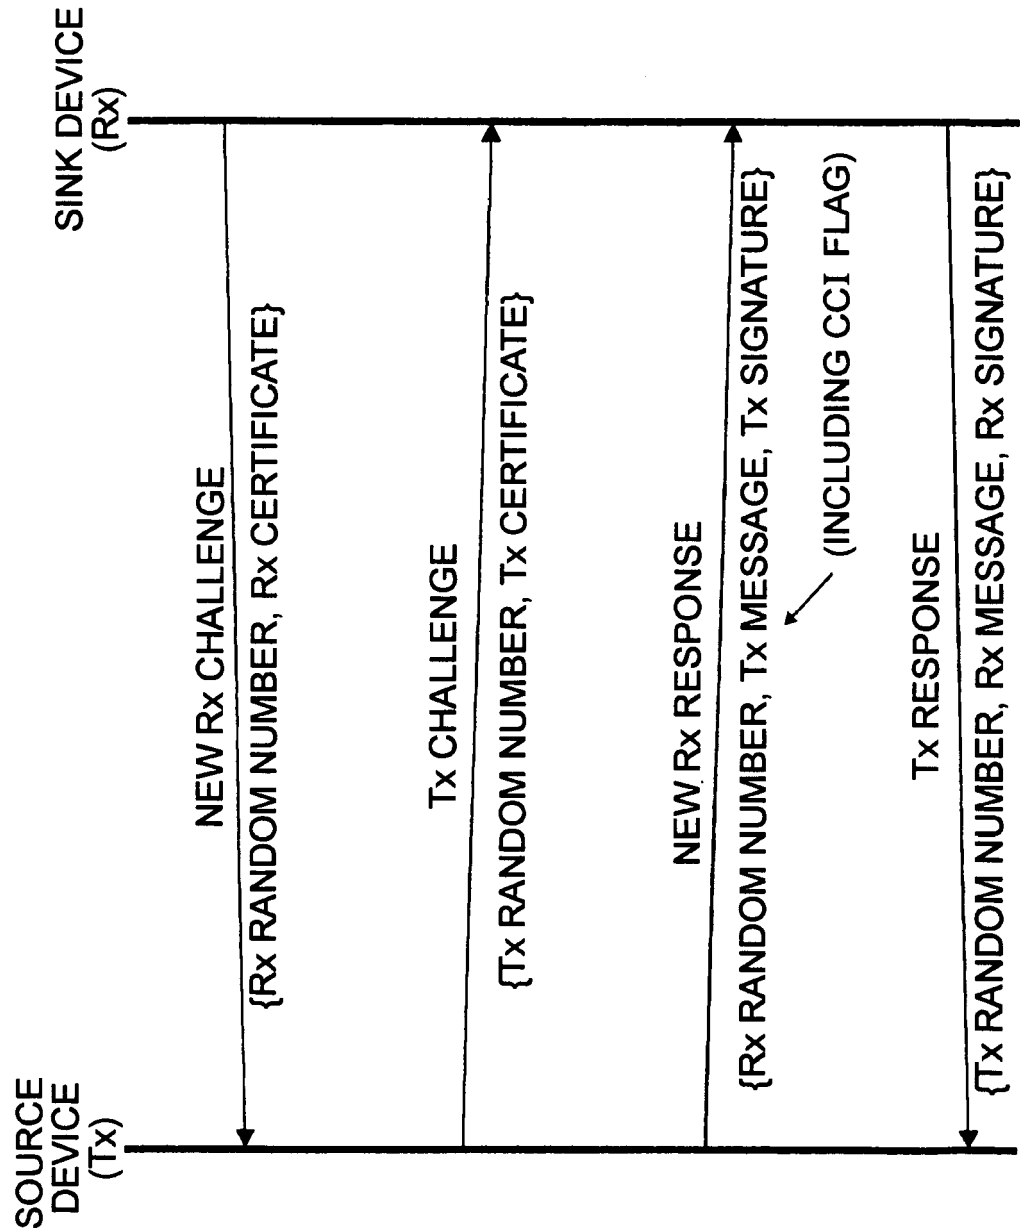 SOURCE
DEVICE
(Tx)
SINK DEVICE
(Rx)
NEW Rx CHALLENGE
{Rx RANDOM NUMBER, Rx CERTIFICATE}
Tx CHALLENGE
{Tx RANDOM NUMBER, Tx CERTIFICATE}
NEW Rx RESPONSE
{Rx RANDOM NUMBER, Tx MESSAGE, Tx SIGNATURE}
(INCLUDING CCI FLAG)
Tx RESPONSE
{Tx RANDOM NUMBER, Rx MESSAGE, Rx SIGNATURE}